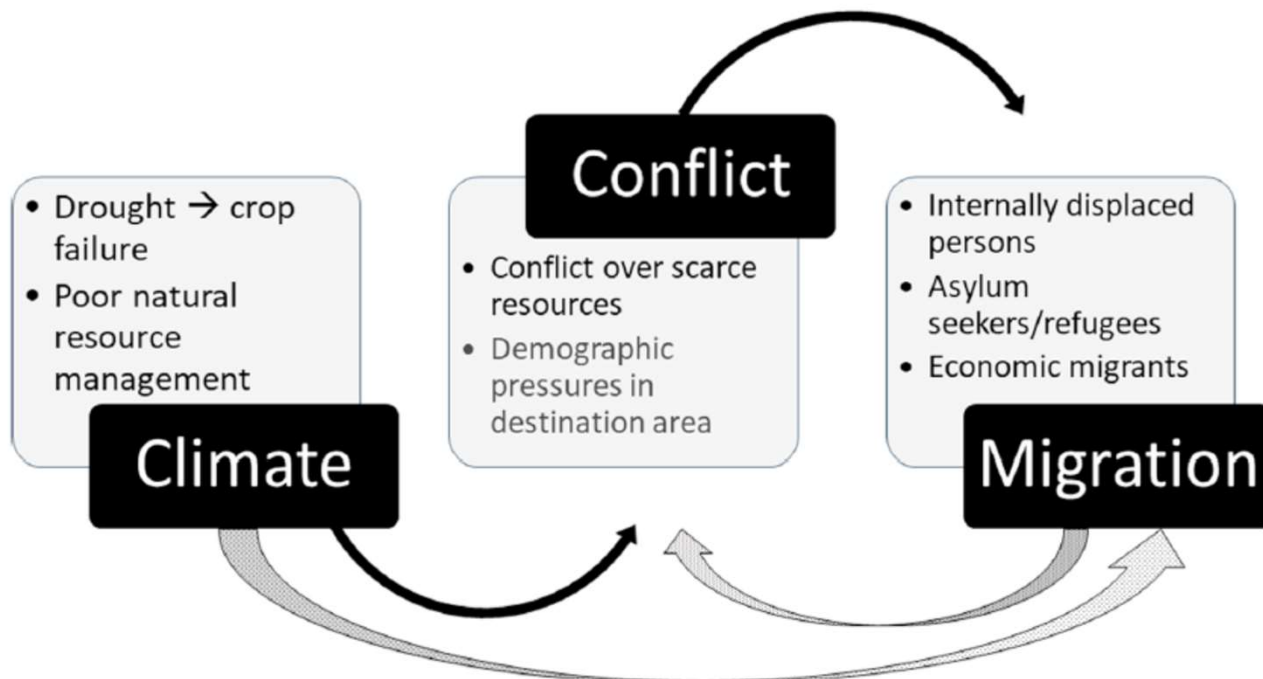 • Drought → crop
failure
• Poor natural
resource
management
Climate
Conflict
• Conflict over scarce
resources
• Demographic
pressures in
destination area
• Internally displaced
persons
• Asylum
seekers/refugees
• Economic migrants
Migration